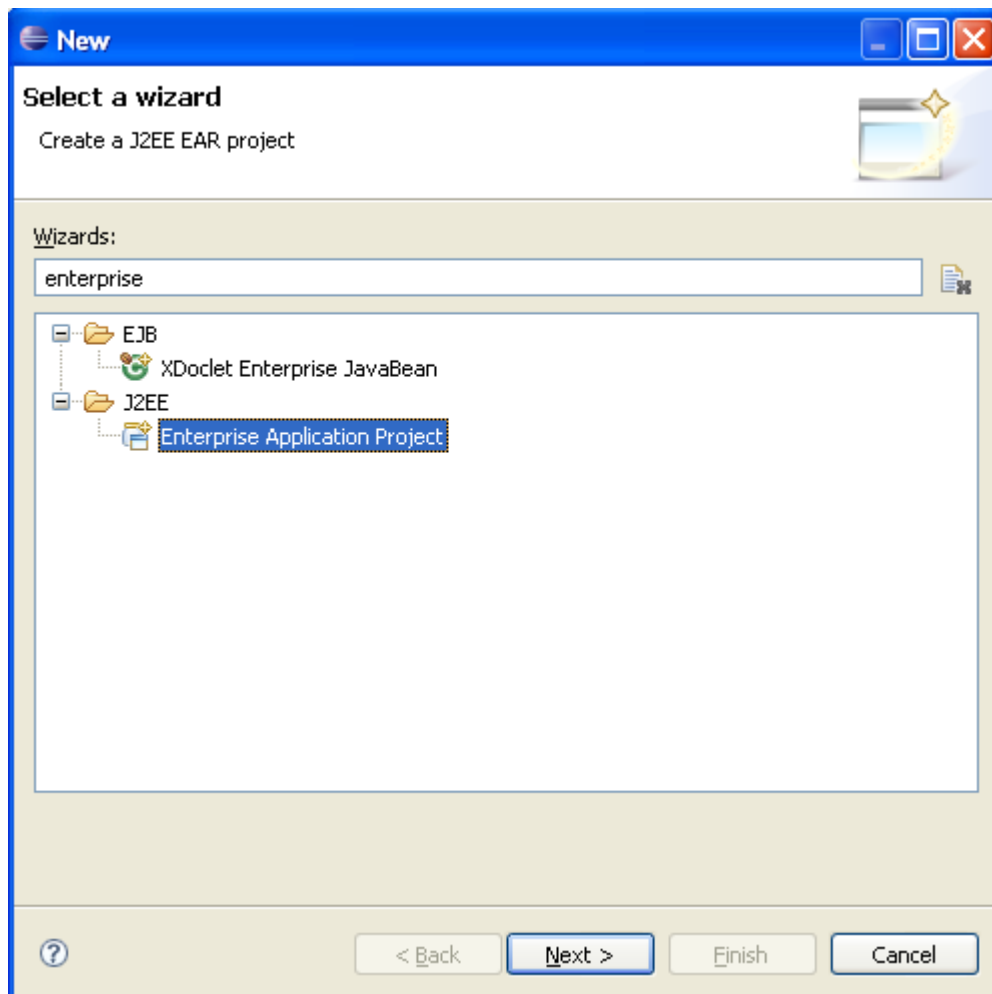 New
Select a wizard
Create a J2EE EAR project
Wizards:
enterprise
EJB
XDoclet Enterprise JavaBean
J2EE
Enterprise Application Project
< Back Next > Finish Cancel